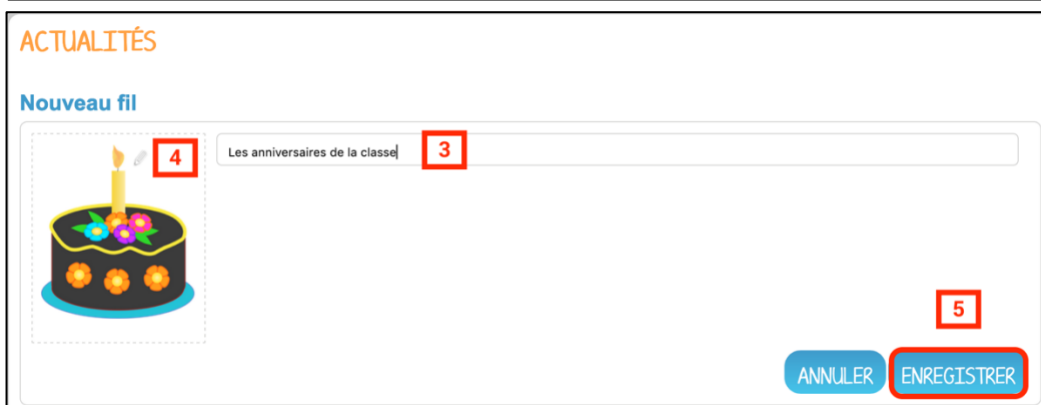 ACTUALITÉS
Nouveau fil
4
Les anniversaires de la classe
3
5
ANNULER
ENREGISTRER